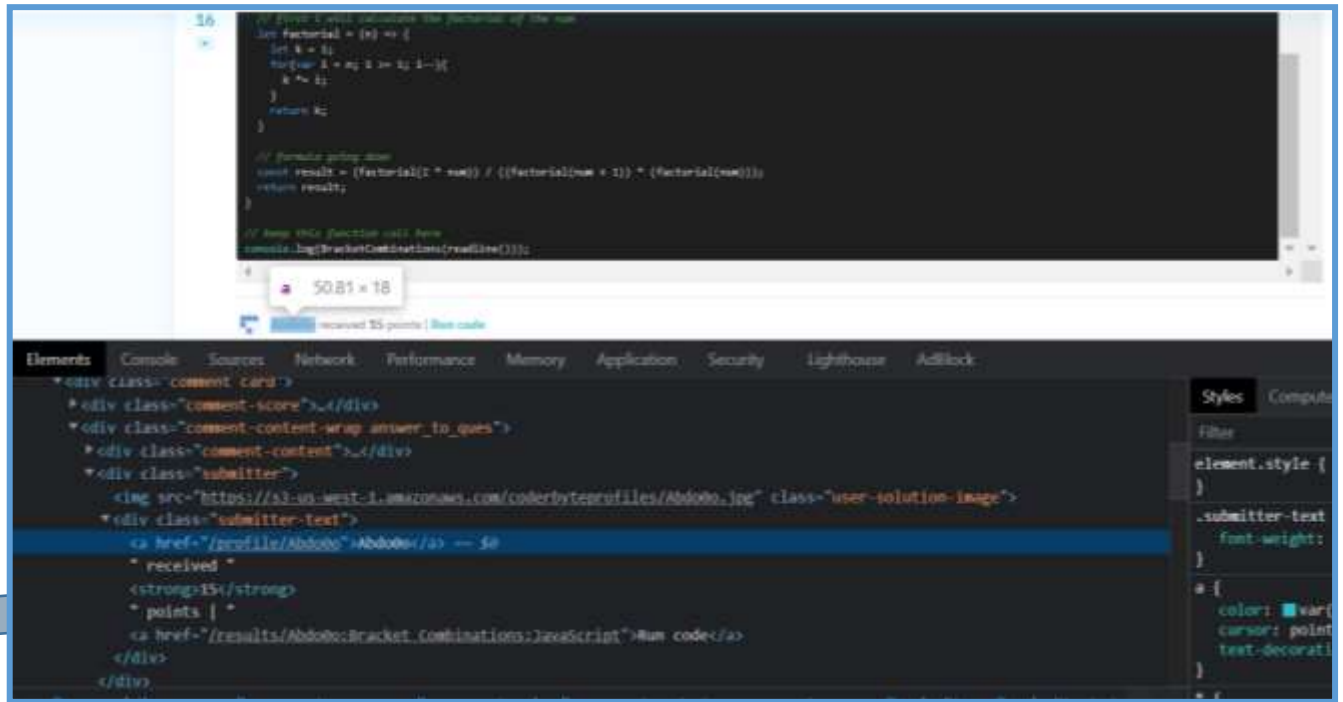 16
// First I will calculate the factorial of the num
let factorial = (n) => {
let k = 1;
for(var i = n; i >= 1; i--){
k *= i;
}
return k;
}
// Formula going down
const result = (factorial(2 * num)) / ((factorial(num + 1)) * (factorial(num)));
return result;
}
// keep this function call here
console.log(BracketCombinations(readline()));
a 50.81 × 18
received 15 points | Run code
Elements Console Sources Network Performance Memory Application Security Lighthouse AdBlock
▼<div class="comment card">
▶<div class="comment-score">…</div>
▼<div class="comment-content-wrap answer_to_ques">
▶<div class="comment-content">…</div>
▼<div class="submitter">
<img src="https://s3-us-west-1.amazonaws.com/coderbyteprofiles/Abdo0o.jpg" class="user-solution-image">
▼<div class="submitter-text">
<a href="/profile/Abdo0o">Abdo0o</a> == $0
" received "
<strong>15</strong>
" points | "
<a href="/results/Abdo0o:Bracket Combinations:JavaScript">Run code</a>
</div>
</div>
Styles Compute
Filter
element.style {
}
.submitter-text
font-weight:
}
a {
color: var(
cursor: point
text-decorati
}
* {